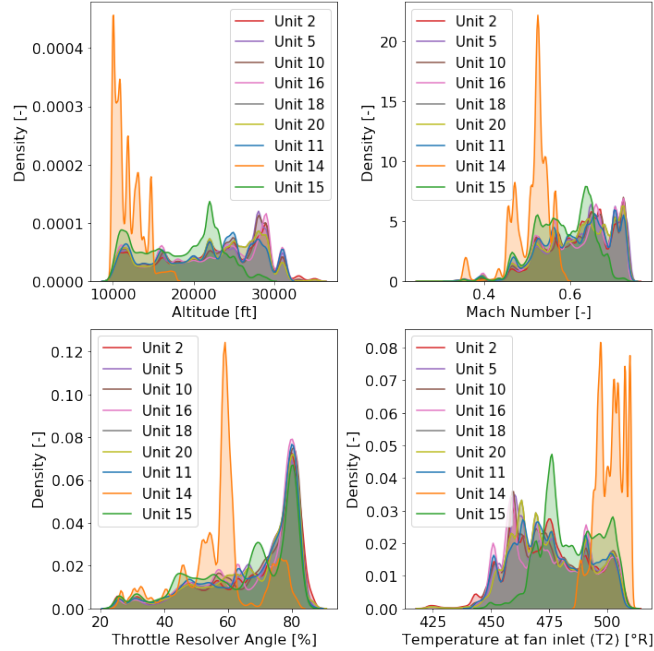 Density [-]
0.0004
0.0003
0.0002
0.0001
0.0000
Unit 2
Unit 5
Unit 10
Unit 16
Unit 18
Unit 20
Unit 11
Unit 14
Unit 15
10000 20000 30000
Altitude [ft]
Density [-]
20
15
10
5
0
Unit 2
Unit 5
Unit 10
Unit 16
Unit 18
Unit 20
Unit 11
Unit 14
Unit 15
0.4 0.6
Mach Number [-]
Density [-]
0.12
0.10
0.08
0.06
0.04
0.02
0.00
Unit 2
Unit 5
Unit 10
Unit 16
Unit 18
Unit 20
Unit 11
Unit 14
Unit 15
20 40 60 80
Throttle Resolver Angle [%]
Density [-]
0.08
0.07
0.06
0.05
0.04
0.03
0.02
0.01
0.00
Unit 2
Unit 5
Unit 10
Unit 16
Unit 18
Unit 20
Unit 11
Unit 14
Unit 15
425 450 475 500
Temperature at fan inlet (T2) [°R]